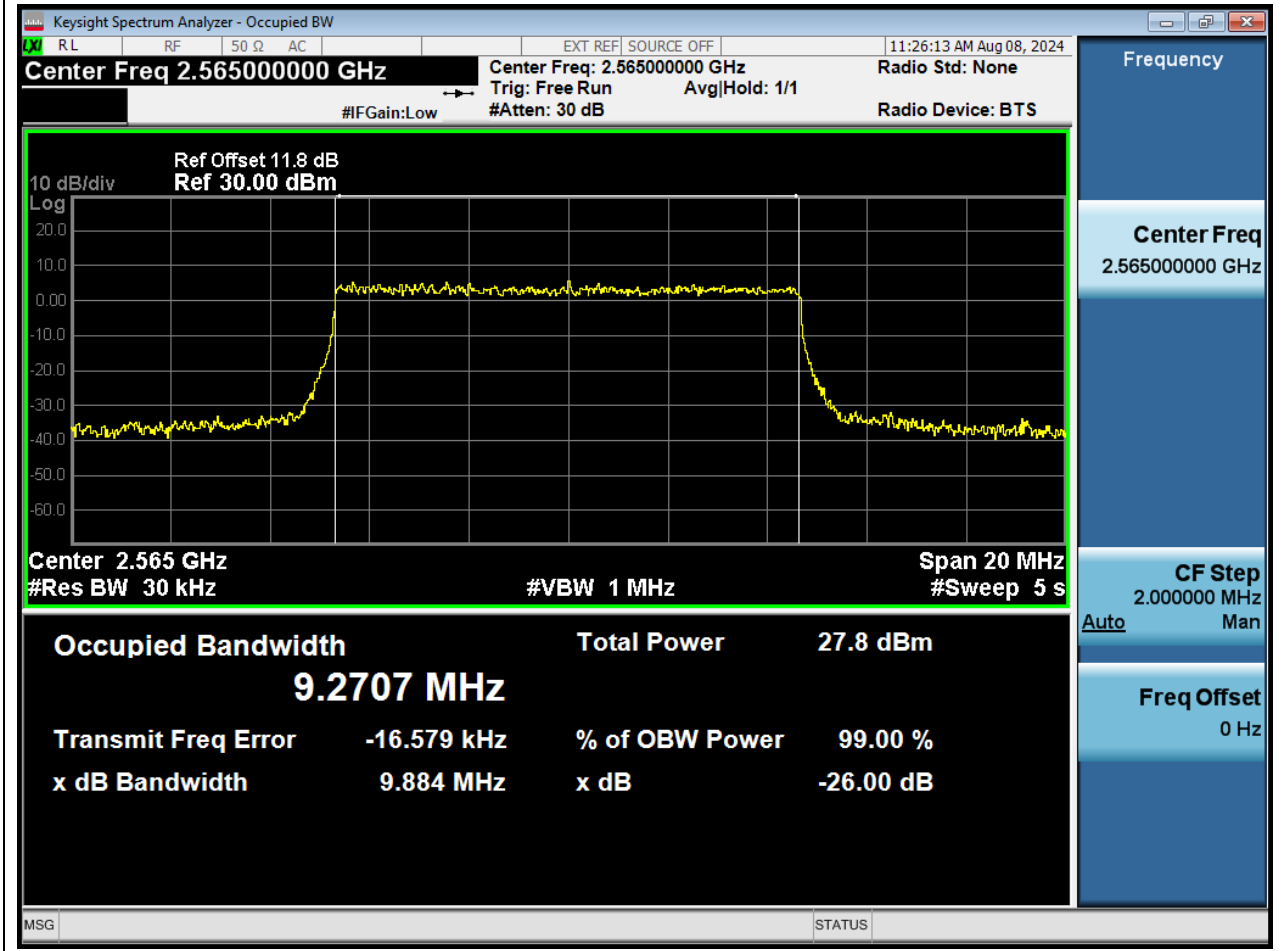 Keysight Spectrum Analyzer - Occupied BW
LXI RL RF 50 Ω AC EXT REF SOURCE OFF 11:26:13 AM Aug 08, 2024
Center Freq 2.565000000 GHz
#IFGain:Low
Center Freq: 2.565000000 GHz
Trig: Free Run Avg|Hold: 1/1
#Atten: 30 dB
Radio Std: None
Radio Device: BTS
Ref Offset 11.8 dB
10 dB/div Ref 30.00 dBm
Log
20.0
10.0
0.00
-10.0
-20.0
-30.0
-40.0
-50.0
-60.0
Center 2.565 GHz Span 20 MHz
#Res BW 30 kHz #VBW 1 MHz #Sweep 5 s
Occupied Bandwidth Total Power 27.8 dBm
9.2707 MHz
Transmit Freq Error -16.579 kHz % of OBW Power 99.00 %
x dB Bandwidth 9.884 MHz x dB -26.00 dB
Frequency
Center Freq
2.565000000 GHz
CF Step
2.000000 MHz
Auto Man
Freq Offset
0 Hz
MSG STATUS